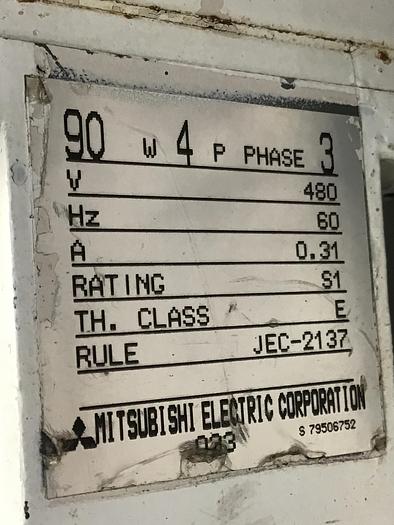 90 W 4 P PHASE 3
V 480
Hz 60
A 0.31
RATING S1
TH. CLASS E
RULE JEC-2137
MITSUBISHI ELECTRIC CORPORATION
023 S 79506752